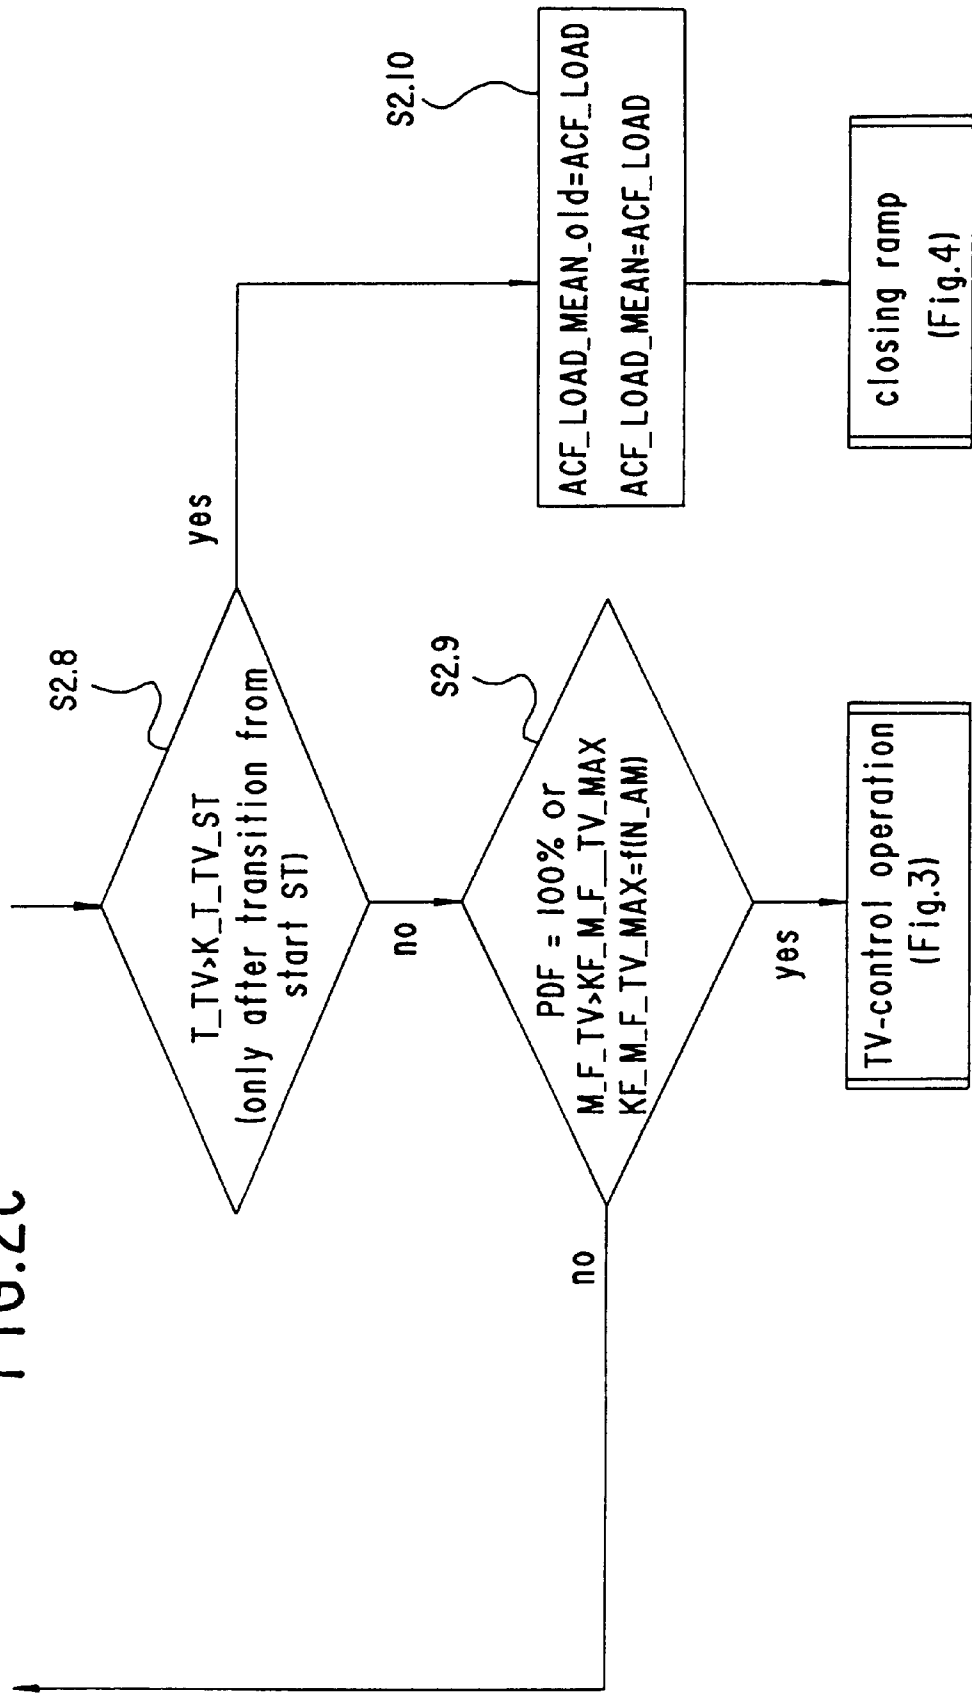 FIG.2c
S2.8
T_TV>K_T_TV_ST
(only after transition from
start ST)
yes
no
S2.10
ACF_LOAD_MEAN_old=ACF_LOAD
ACF_LOAD_MEAN=ACF_LOAD
closing ramp
(Fig.4)
S2.9
PDF = 100% or
M_F_TV>KF_M_F_TV_MAX
KF_M_F_TV_MAX=f(N_AM)
no
yes
TV-control operation
(Fig.3)